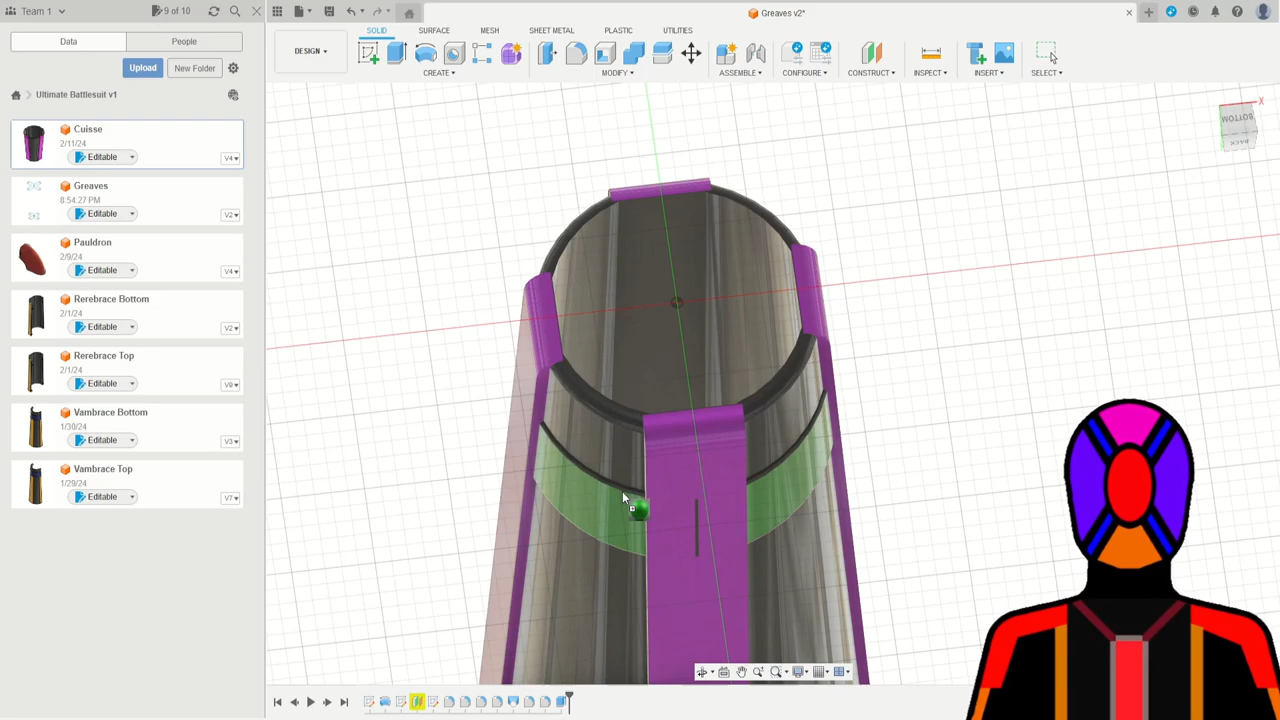 Team 1
9 of 10
Greaves v2*
Data
People
Upload
New Folder
DESIGN
SOLID
SURFACE
MESH
SHEET METAL
PLASTIC
UTILITIES
CREATE
MODIFY
ASSEMBLE
CONFIGURE
CONSTRUCT
INSPECT
INSERT
SELECT
Ultimate Battlesuit v1
Cuisse
2/11/24
Editable
V4
Greaves
8:54:27 PM
Editable
V2
Pauldron
2/9/24
Editable
V4
Rerebrace Bottom
2/1/24
Editable
V2
Rerebrace Top
2/1/24
Editable
V9
Vambrace Bottom
1/30/24
Editable
V3
Vambrace Top
1/29/24
Editable
V7
X
BOTTOM
BACK